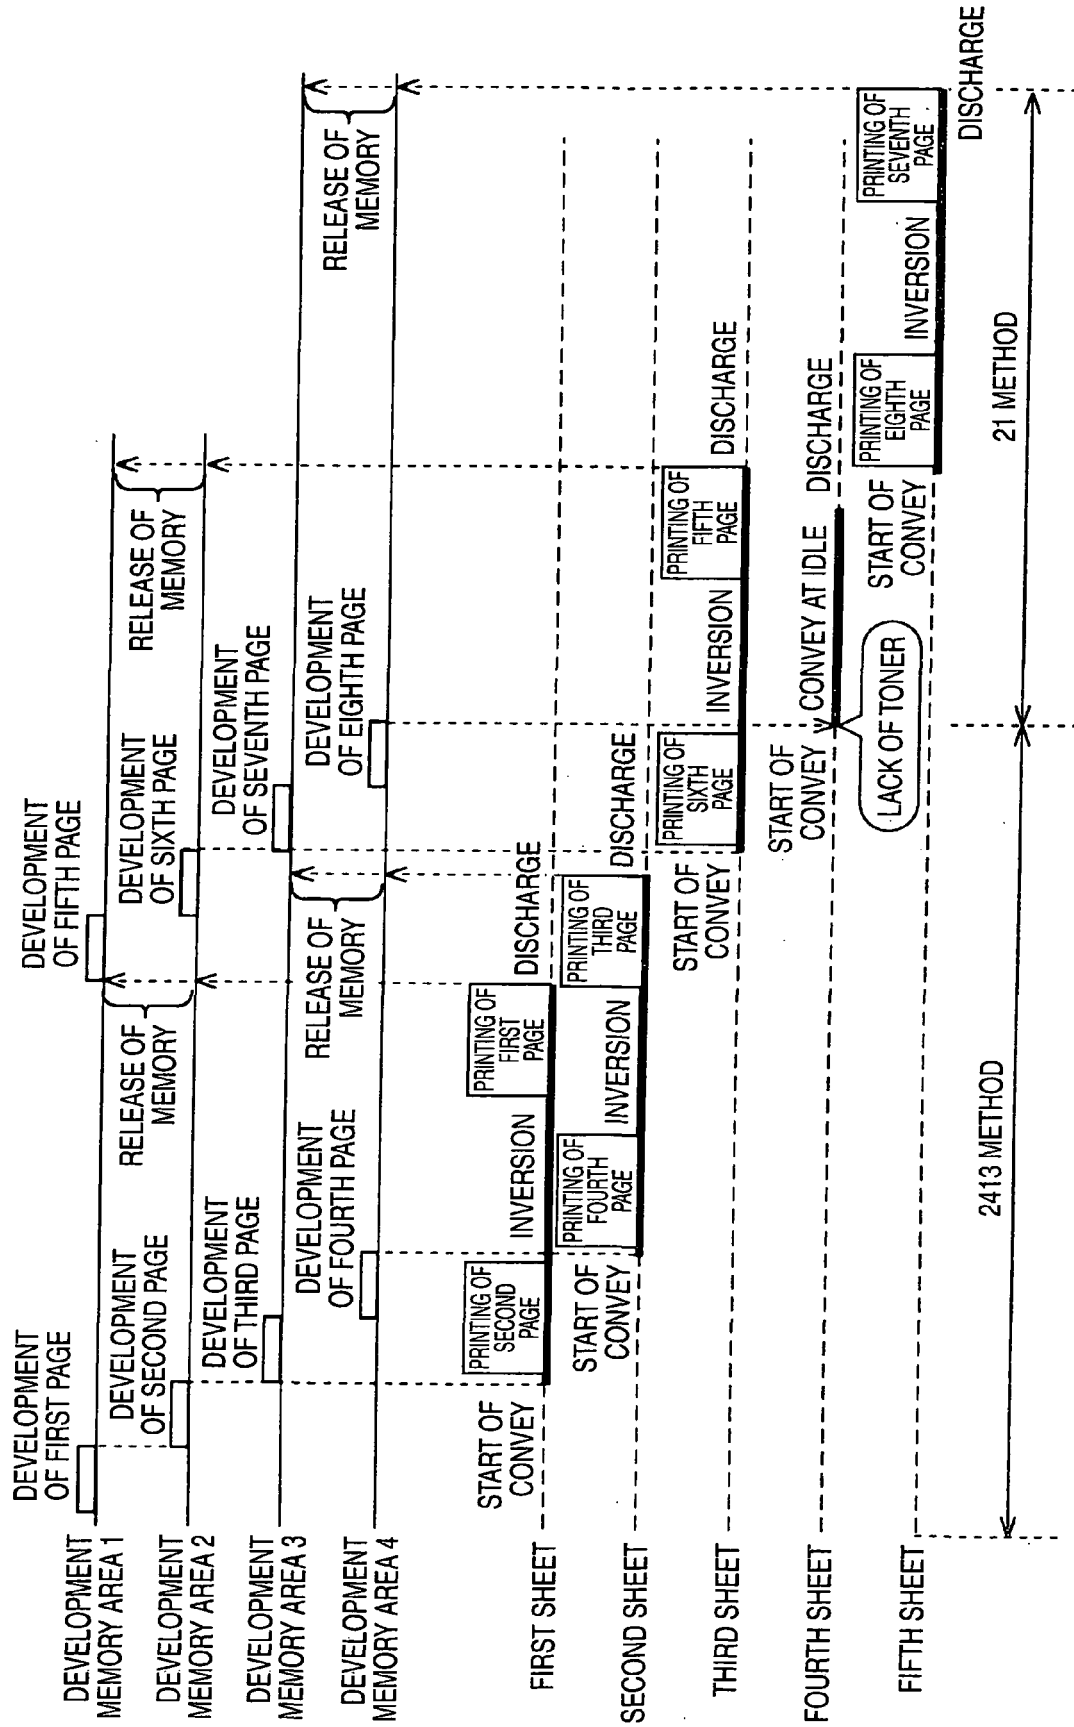 DEVELOPMENT
MEMORY AREA 1
DEVELOPMENT
OF FIRST PAGE
RELEASE OF
MEMORY
DEVELOPMENT
OF FIFTH PAGE
RELEASE OF
MEMORY
DEVELOPMENT
MEMORY AREA 2
DEVELOPMENT
OF SECOND PAGE
DEVELOPMENT
OF SIXTH PAGE
DEVELOPMENT
MEMORY AREA 3
DEVELOPMENT
OF THIRD PAGE
RELEASE OF
MEMORY
DEVELOPMENT
OF SEVENTH PAGE
RELEASE OF
MEMORY
DEVELOPMENT
MEMORY AREA 4
DEVELOPMENT
OF FOURTH PAGE
DEVELOPMENT
OF EIGHTH PAGE
FIRST SHEET
START OF
CONVEY
PRINTING OF
SECOND
PAGE
INVERSION
PRINTING OF
FIRST
PAGE
DISCHARGE
SECOND SHEET
START OF
CONVEY
PRINTING OF
FOURTH
PAGE
INVERSION
PRINTING OF
THIRD
PAGE
DISCHARGE
THIRD SHEET
START OF
CONVEY
PRINTING OF
SIXTH
PAGE
INVERSION
PRINTING OF
FIFTH
PAGE
DISCHARGE
FOURTH SHEET
START OF
CONVEY
CONVEY AT IDLE
DISCHARGE
LACK OF TONER
FIFTH SHEET
START OF
CONVEY
PRINTING OF
EIGHTH
PAGE
INVERSION
PRINTING OF
SEVENTH
PAGE
DISCHARGE
2413 METHOD
21 METHOD